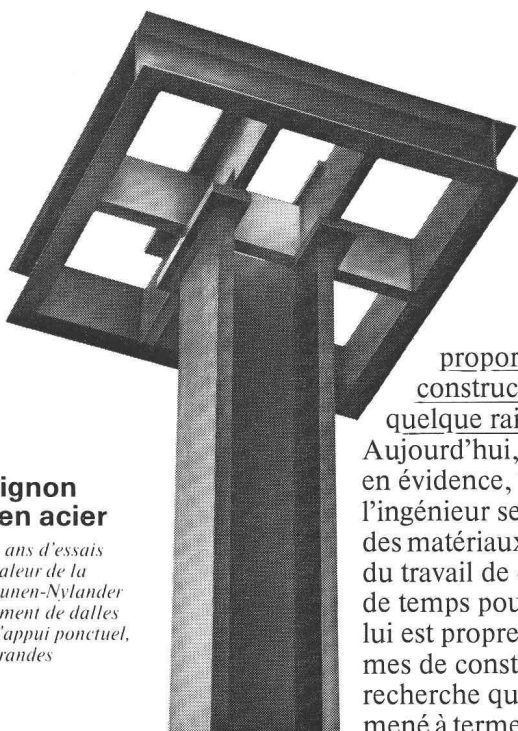 ignon
en acier
ans d'essais
aleur de la
unen-Nylander
ment de dalles
'appui ponctuel,
randes
propor
construc
quelque rai
Aujourd'hui,
en évidence,
l'ingénieur se
des matériaux
du travail de
de temps pou
lui est propre
mes de const
recherche qu
mené à terme